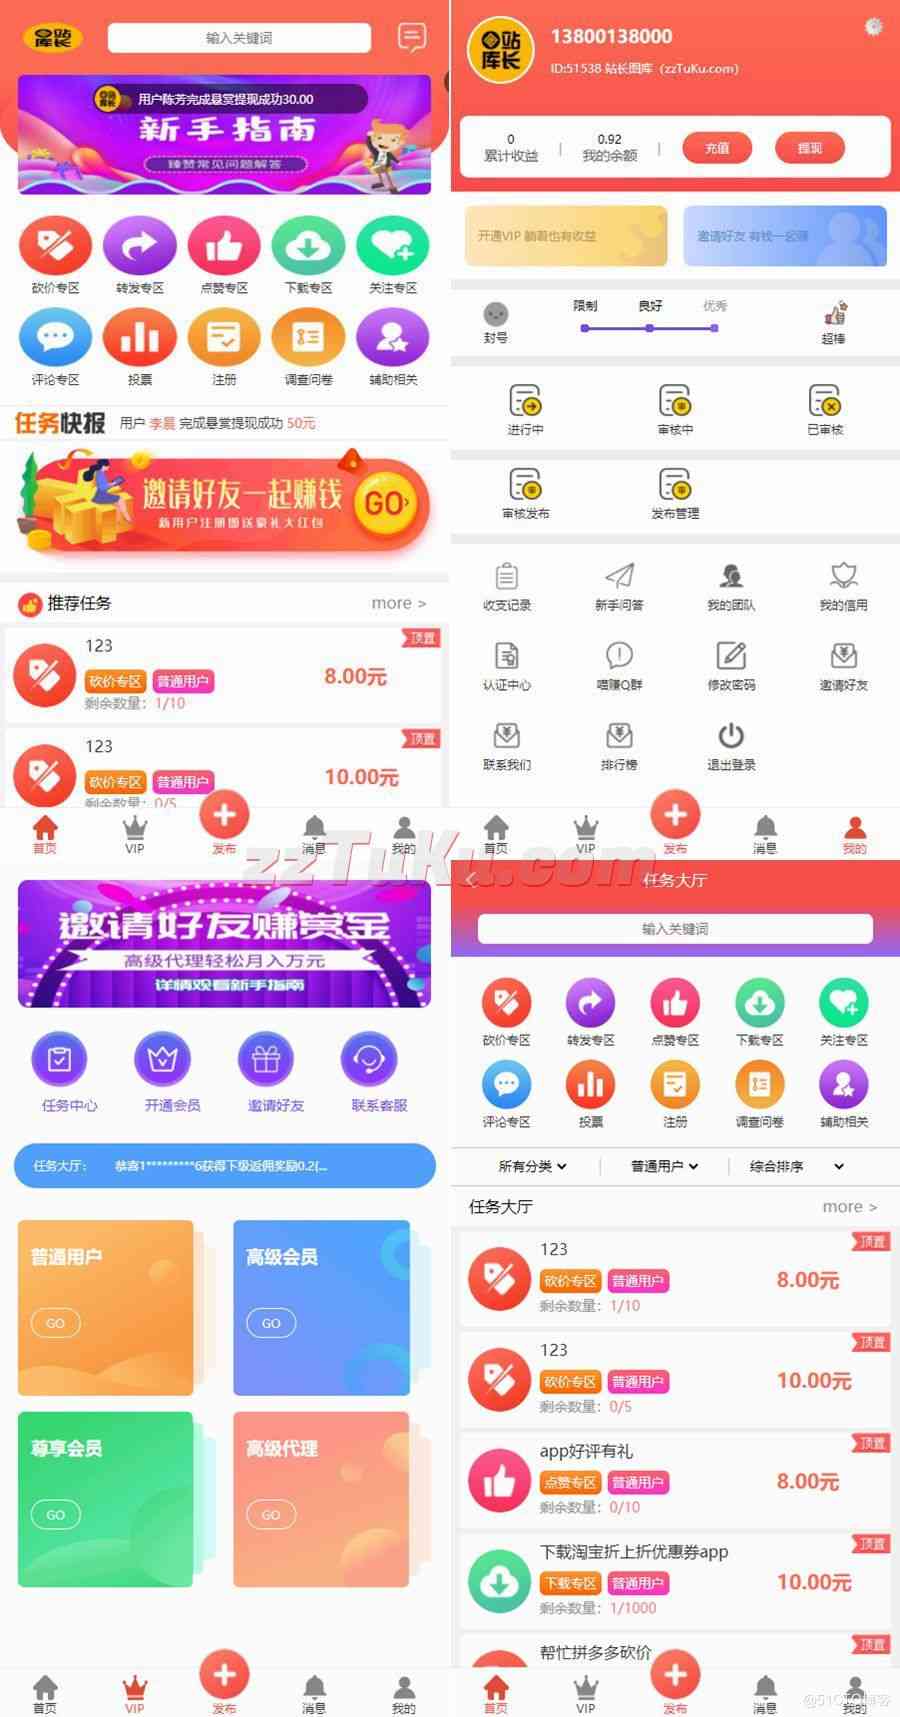 站长图库
输入关键词
用户陈芳完成悬赏提现成功30.00
新手指南
臻赞常见问题解答
砍价专区 转发专区 点赞专区 下载专区 关注专区
评论专区 投票 注册 调查问卷 辅助相关
任务快报 用户 李晨 完成悬赏提现成功 50元
邀请好友一起赚钱
新用户注册即送豪礼大红包
GO
推荐任务 more >
123 顶置
砍价专区 普通用户 8.00元
剩余数量: 1/10
123 顶置
砍价专区 普通用户 10.00元
剩余数量: 0/5
首页 VIP 发布 消息 我的
站长图库
13800138000
ID:51538 站长图库（zzTuKu.com）
0 0.92
累计收益 | 我的余额 | 充值 提现
开通VIP 躺着也有收益 邀请好友 有钱一起赚
限制 良好 优秀
封号 超棒
进行中 审核中 已审核
审核发布 发布管理
收支记录 新手问答 我的团队 我的信用
认证中心 喵赚Q群 修改密码 邀请好友
联系我们 排行榜 退出登录
首页 VIP 发布 消息 我的
zzTuKu.com
邀请好友赚赏金
高级代理轻松月入万元
详情观看新手指南
任务中心 开通会员 邀请好友 联系客服
任务大厅: 恭喜1*********6获得下级返佣奖励0.2(...
普通用户 高级会员
GO GO
尊享会员 高级代理
GO GO
首页 VIP 发布 消息 我的
任务大厅
输入关键词
砍价专区 转发专区 点赞专区 下载专区 关注专区
评论专区 投票 注册 调查问卷 辅助相关
所有分类 普通用户 综合排序
任务大厅 more >
123 顶置
砍价专区 普通用户 8.00元
剩余数量: 1/10
123 顶置
砍价专区 普通用户 10.00元
剩余数量: 0/5
app好评有礼 顶置
点赞专区 普通用户 8.00元
剩余数量: 0/10
下载淘宝折上折优惠券app 顶置
下载专区 普通用户 10.00元
剩余数量: 1/1000
帮忙拼多多砍价 顶置
首页 VIP 发布 消息 我的
@51CTO博客